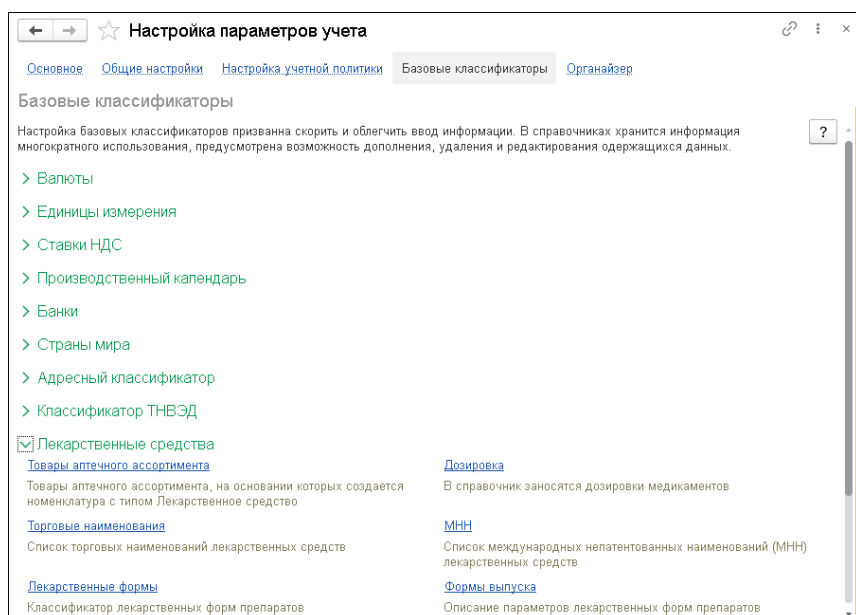 Настройка параметров учета
Основное Общие настройки Настройка учетной политики Базовые классификаторы Органайзер
Базовые классификаторы
Настройка базовых классификаторов призванна скорить и облегчить ввод информации. В справочниках хранится информация
многократного использования, предусмотрена возможность дополнения, удаления и редактирования одержащихся данных.
?
Валюты
Единицы измерения
Ставки НДС
Производственный календарь
Банки
Страны мира
Адресный классификатор
Классификатор ТНВЭД
Лекарственные средства
Товары аптечного ассортимента
Товары аптечного ассортимента, на основании которых создается
номенклатура с типом Лекарственное средство
Дозировка
В справочник заносятся дозировки медикаментов
Торговые наименования
Список торговых наименований лекарственных средств
МНН
Список международных непатентованных наименований (МНН)
лекарственных средств
Лекарственные формы
Классификатор лекарственных форм препаратов
Формы выпуска
Описание параметров лекарственных форм препаратов